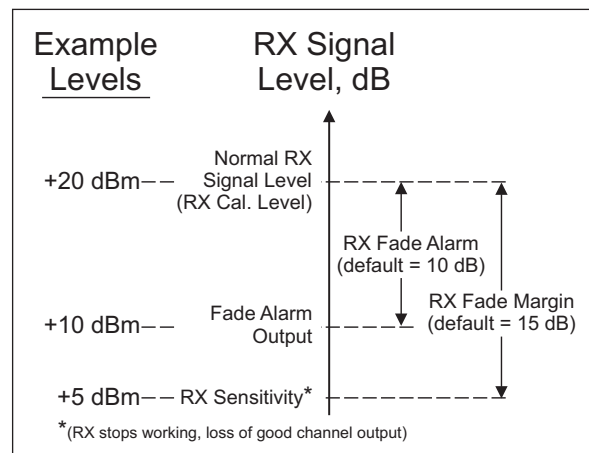 Example
Levels
RX Signal
Level, dB
+20 dBm
Normal RX
Signal Level
(RX Cal. Level)
RX Fade Alarm
(default = 10 dB)
RX Fade Margin
(default = 15 dB)
+10 dBm
Fade Alarm
Output
+5 dBm
RX Sensitivity*
*(RX stops working, loss of good channel output)